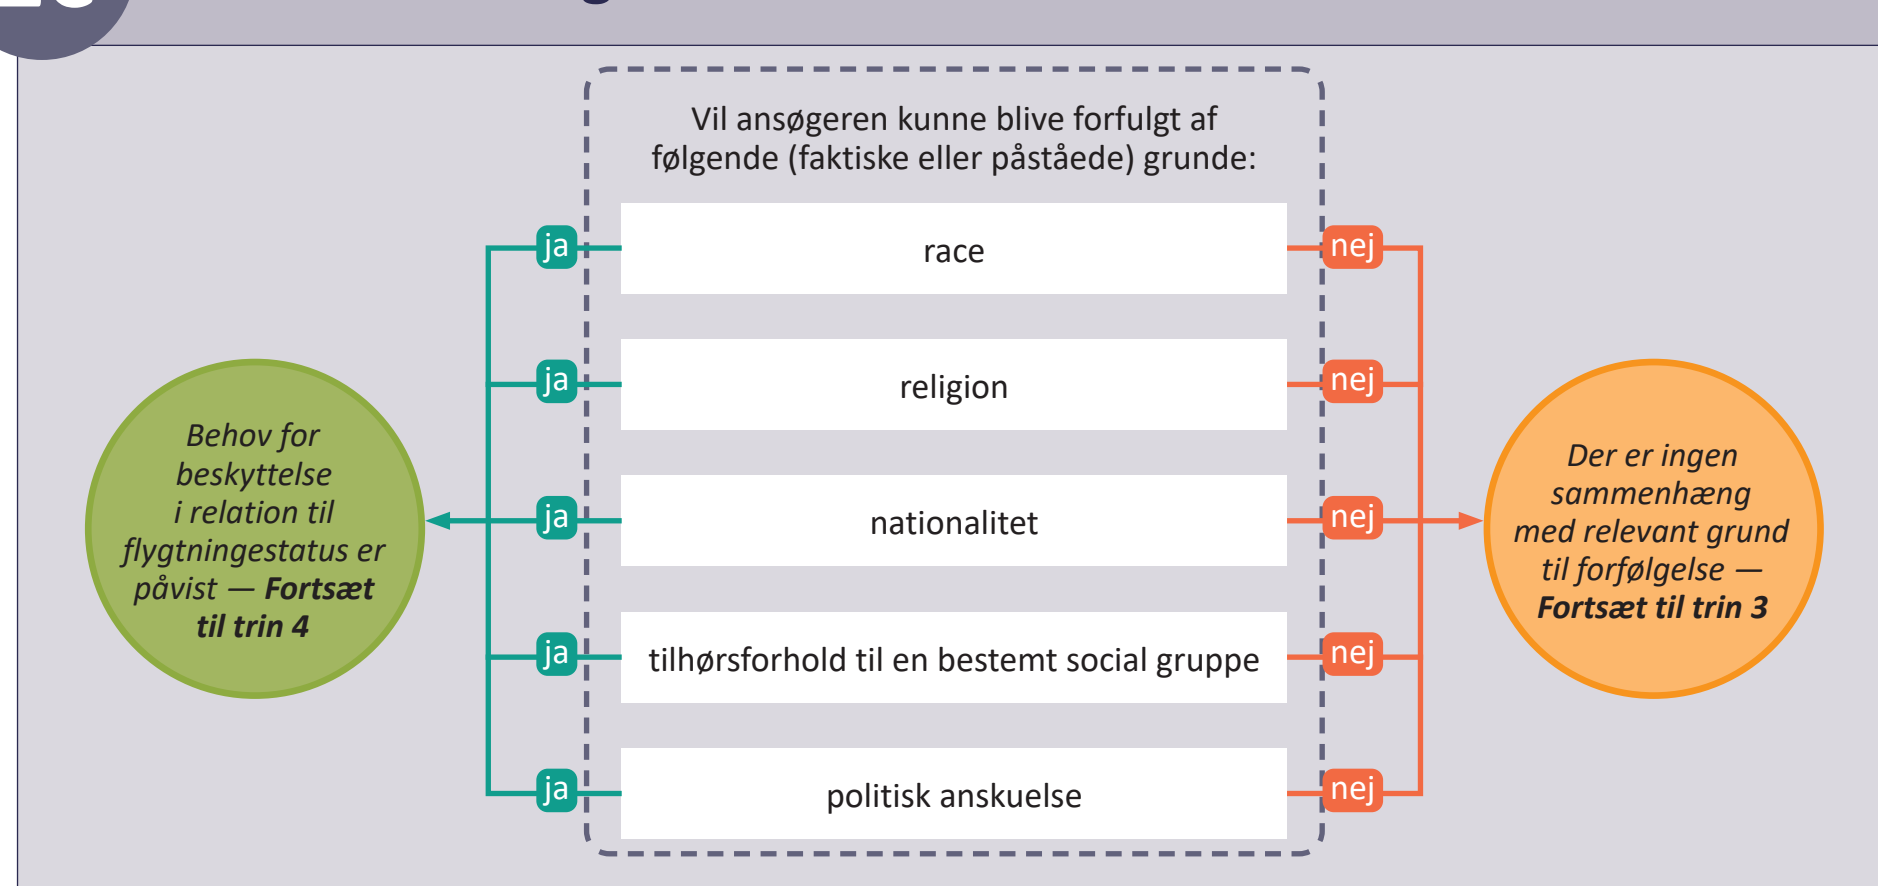 Vil ansøgeren kunne blive forfulgt af
følgende (faktiske eller påståede) grunde:
ja
race
nej
ja
religion
nej
ja
nationalitet
nej
ja
tilhørsforhold til en bestemt social gruppe
nej
ja
politisk anskuelse
nej
Behov for
beskyttelse
i relation til
flygtningestatus er
påvist — Fortsæt
til trin 4
Der er ingen
sammenhæng
med relevant grund
til forfølgelse —
Fortsæt til trin 3